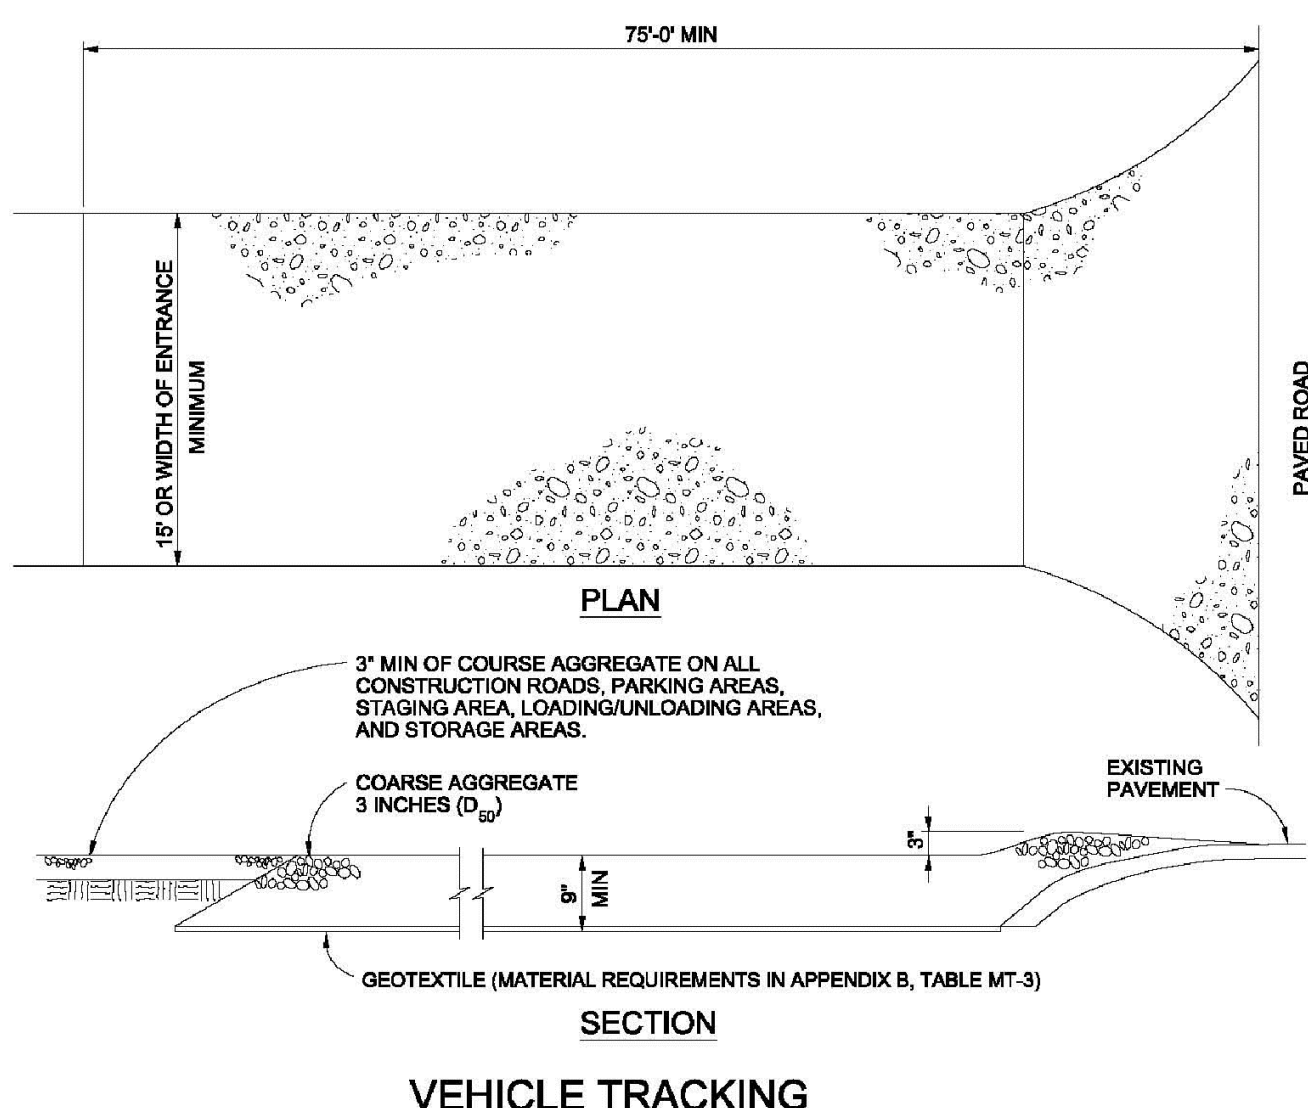 75'-0' MIN
15' OR WIDTH OF ENTRANCE
MINIMUM
PAVED ROAD
PLAN
3" MIN OF COURSE AGGREGATE ON ALL
CONSTRUCTION ROADS, PARKING AREAS,
STAGING AREA, LOADING/UNLOADING AREAS,
AND STORAGE AREAS.
COARSE AGGREGATE
3 INCHES (D50)
EXISTING
PAVEMENT
3"
9"
MIN
GEOTEXTILE (MATERIAL REQUIREMENTS IN APPENDIX B, TABLE MT-3)
SECTION
VEHICLE TRACKING